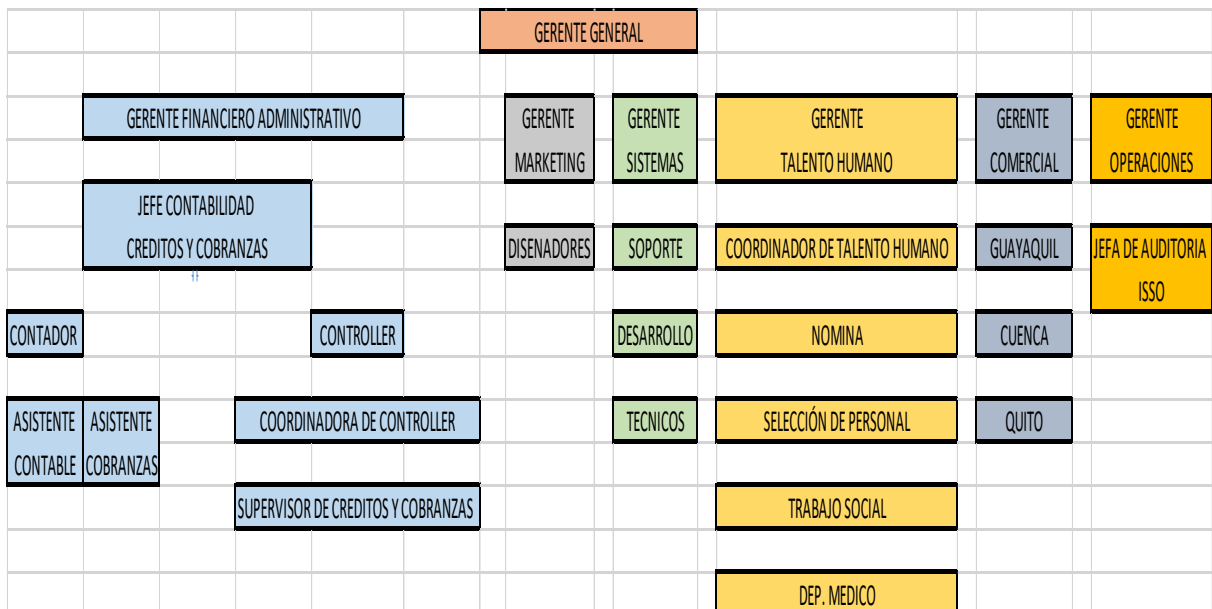 GERENTE GENERAL
GERENTE FINANCIERO ADMINISTRATIVO
JEFE CONTABILIDAD
CREDITOS Y COBRANZAS
CONTADOR
CONTROLLER
ASISTENTE
CONTABLE
ASISTENTE
COBRANZAS
COORDINADORA DE CONTROLLER
SUPERVISOR DE CREDITOS Y COBRANZAS
GERENTE
MARKETING
DISENADORES
GERENTE
SISTEMAS
SOPORTE
DESARROLLO
TECNICOS
GERENTE
TALENTO HUMANO
COORDINADOR DE TALENTO HUMANO
NOMINA
SELECCIÓN DE PERSONAL
TRABAJO SOCIAL
DEP. MEDICO
GERENTE
COMERCIAL
GUAYAQUIL
CUENCA
QUITO
GERENTE
OPERACIONES
JEFA DE AUDITORIA
ISSO